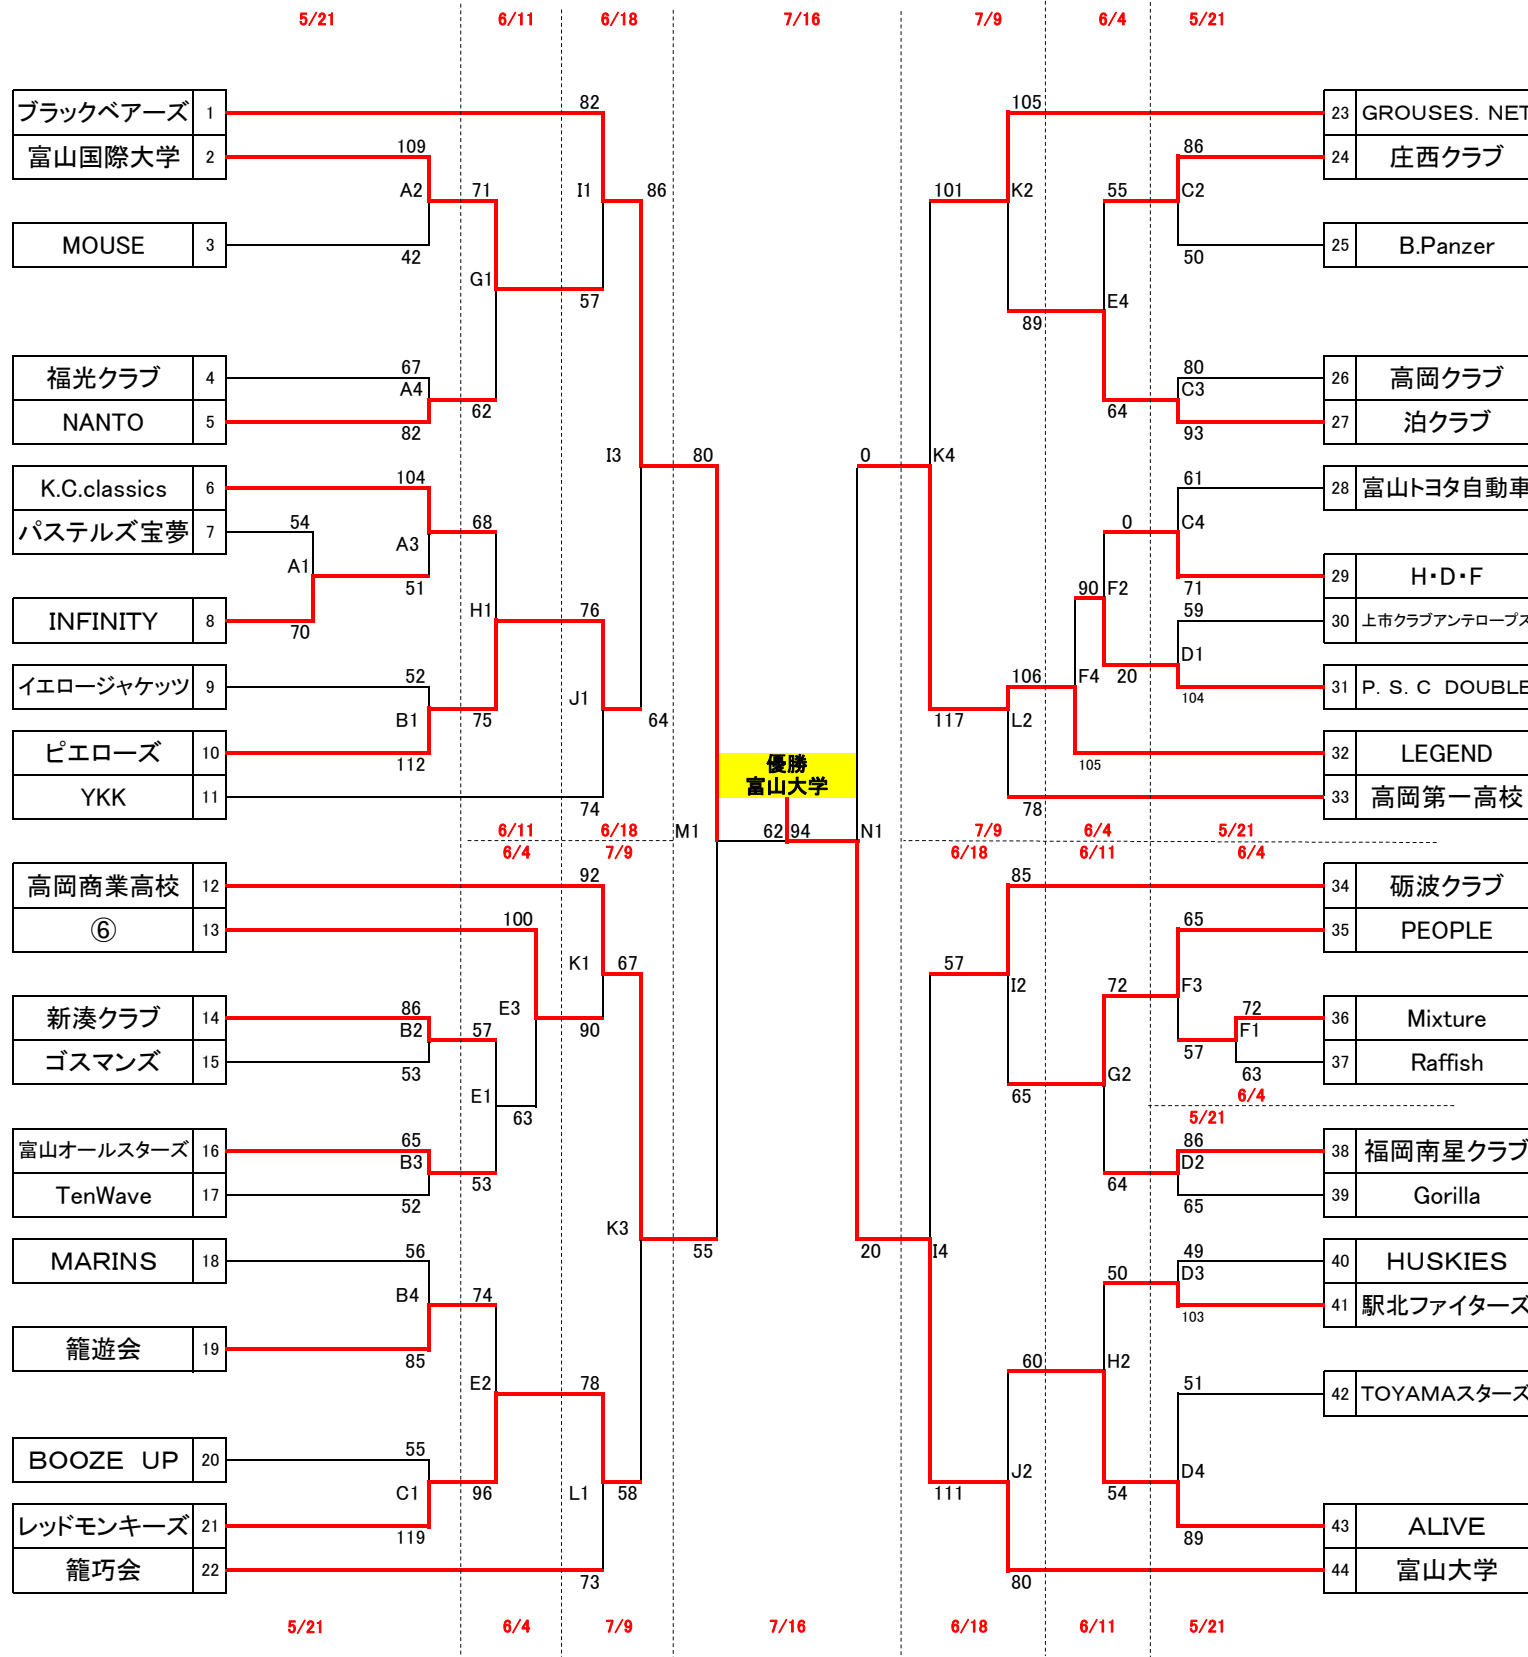 5/21 6/11 6/18 7/16 7/9 6/4 5/21
82 105
ブラックベアーズ 1 23 GROUSES. NET
109 86
富山国際大学 2 24 庄西クラブ
A2 71 I1 86 101 K2 55 C2
MOUSE 3 25 B.Panzer
42 50
G1 57 E4
89
67 80
福光クラブ 4 26 高岡クラブ
A4 C3
62 64
NANTO 5 27 泊クラブ
82 93
I3 80 0 K4
104 61
K.C.classics 6 28 富山トヨタ自動車
54 68 0 C4
パステルズ宝夢 7
A3
A1 H・D・F 29
51 90 F2 71
H1 76 59
INFINITY 8 30 上市クラブアンテロープス
70
D1
52 106 F4 20
イエロージャケッツ 9 31 P. S. C DOUBLE
J1 104
B1 75 64 117 L2
ピエローズ 10 32 LEGEND
112 105
優勝
富山大学
YKK 11 33 高岡第一高校
74 78
6/11 6/18 M1 62 94 N1 7/9 6/4 5/21
6/4 7/9 6/18 6/11 6/4
92 85
高岡商業高校 12 34 砺波クラブ
100 65
⑥ 13 35 PEOPLE
K1 67 57 I2 72 F3
E3 86 72
新湊クラブ 14 36 Mixture
B2 57 90 F1
57
ゴスマンズ 15 37 Raffish
53 63
E1 65 G2 6/4
63 5/21
65 86
富山オールスターズ 16 38 福岡南星クラブ
B3 D2
53 64
TenWave 17 39 Gorilla
52 65
K3 55 20 I4
56 49
MARINS 18 40 HUSKIES
B4 74 50 D3
41 駅北ファイターズ
103
籠遊会 19
85 60 H2
E2 78 51
42 TOYAMAスターズ
55
BOOZE UP 20
J2 D4
C1 96 L1 58 111 54
レッドモンキーズ 21 43 ALIVE
119 89
籠巧会 22 44 富山大学
73 80
5/21 6/4 7/9 7/16 6/18 6/11 5/21